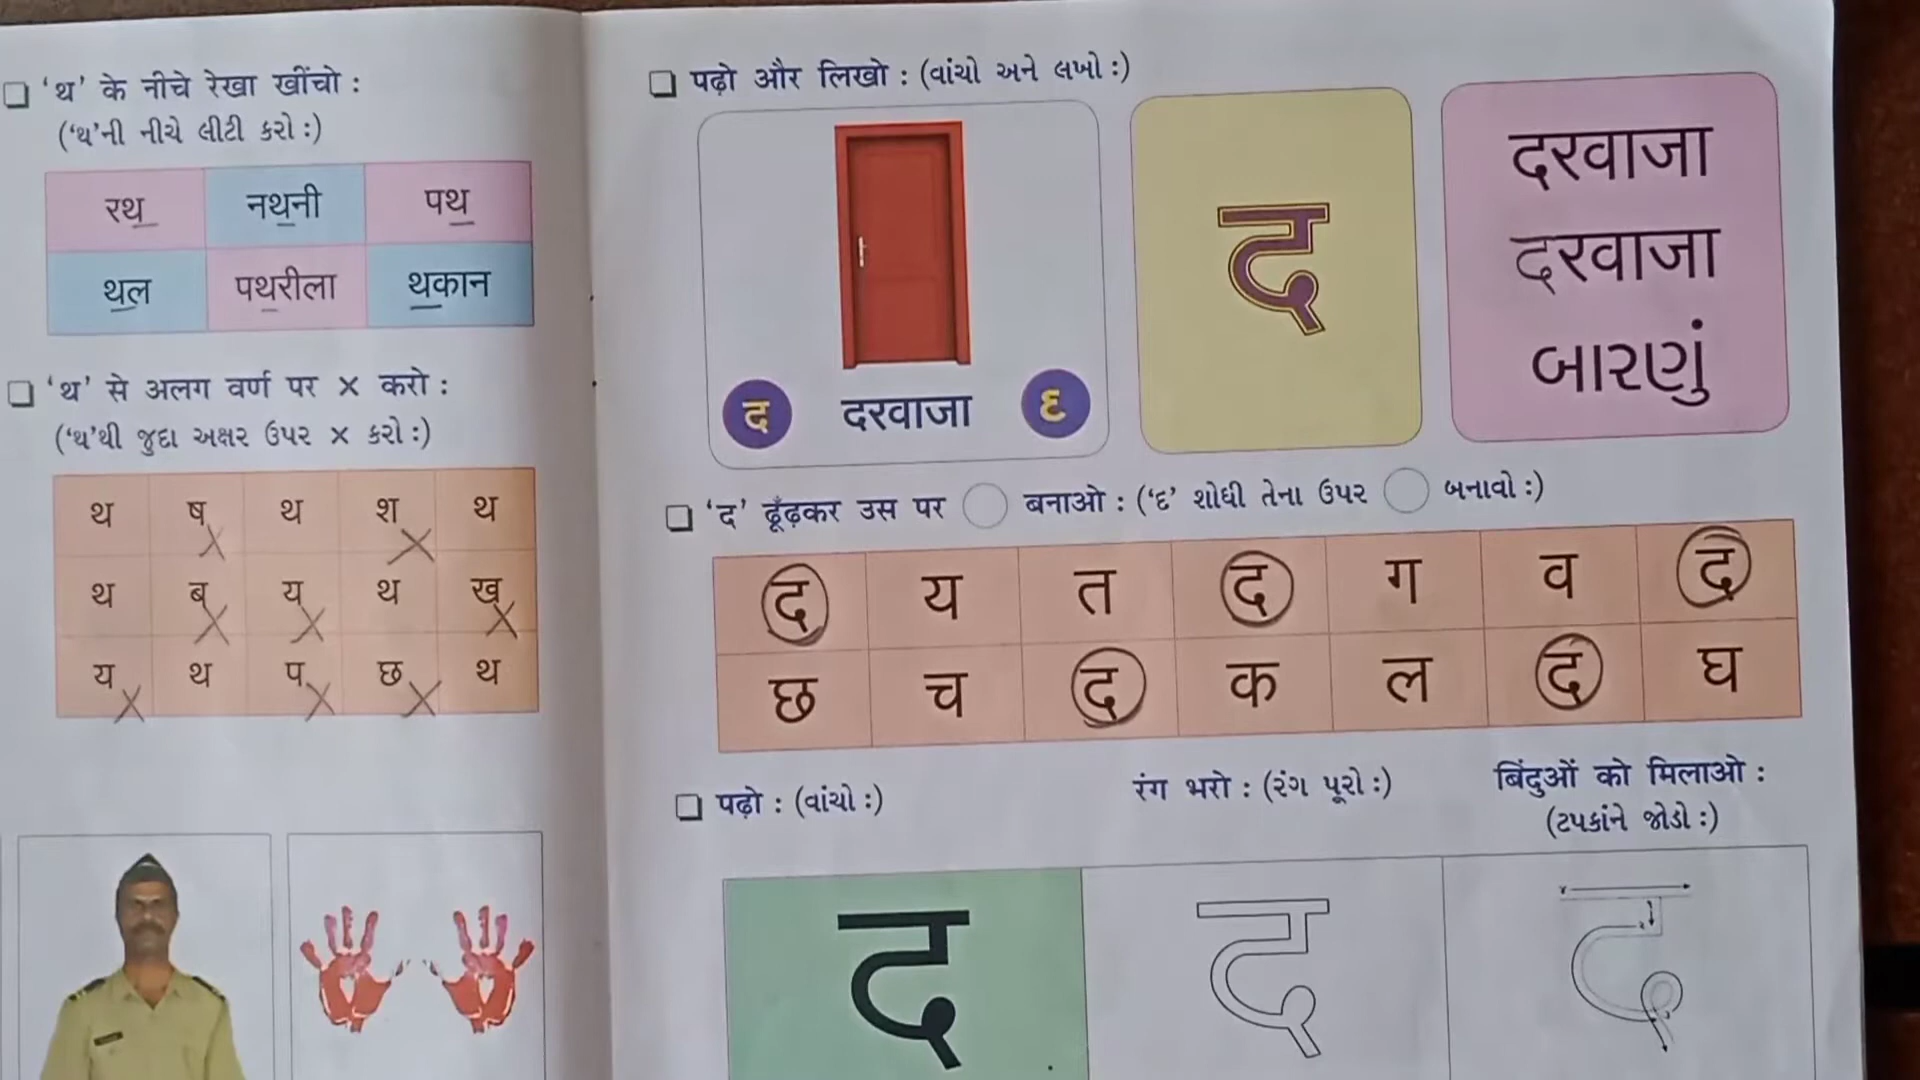 'थ' के नीचे रेखा खींचो :
('થ'ની નીચે લીટી કરો :)
रथ नथनी पथ
थल पथरीला थकान
'थ' से अलग वर्ण पर × करो :
('થ'થી જુદા અક્ષર ઉપર × કરો :)
थ ष थ श थ
थ ब य थ ख
य थ प छ थ
पढ़ो और लिखो : (વાંચો અને લખો :)
द दरवाजा દ
द
दरवाजा
दरवाजा
બારણું
'द' ढूँढ़कर उस पर ◯ बनाओ : ('દ' શોધી તેના ઉપર ◯ બનાવો :)
द य त द ग व द
छ च द क ल द घ
पढ़ो : (વાંચો :)
द
रंग भरो : (રંગ પૂરો :)
द
बिंदुओं को मिलाओ :
(ટપકાંને જોડો :)
द